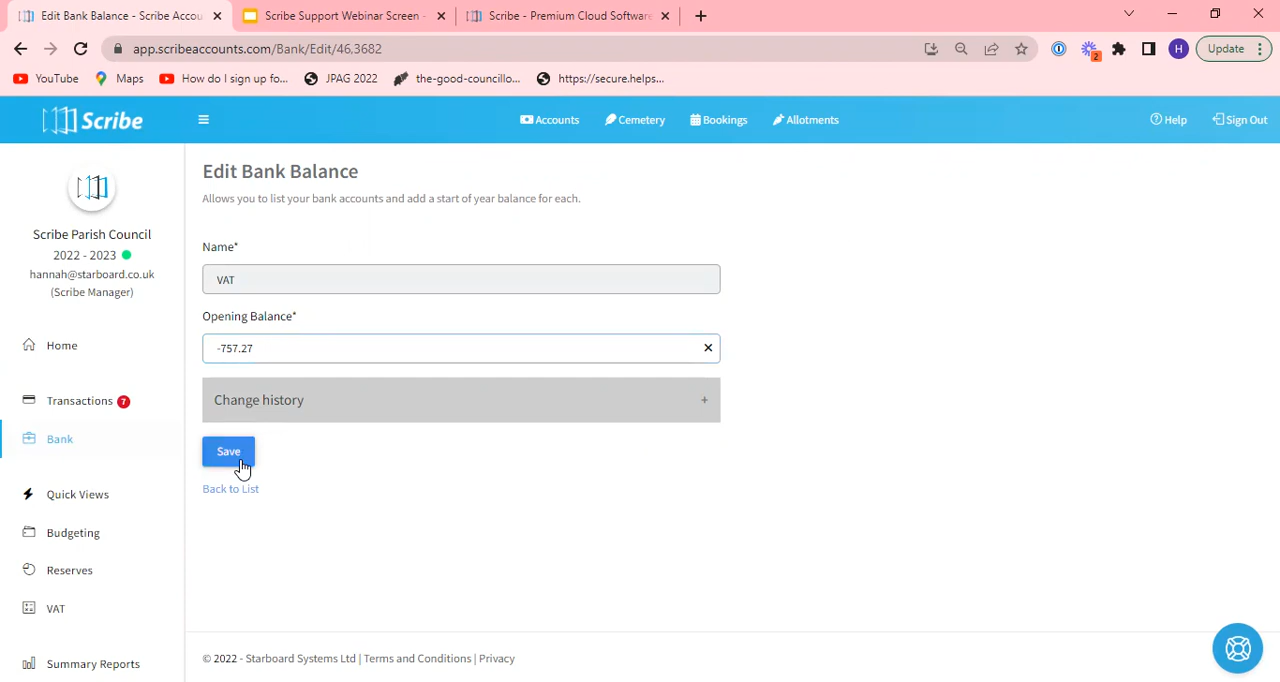 Edit Bank Balance - Scribe Accou
Scribe Support Webinar Screen -
Scribe - Premium Cloud Software
app.scribeaccounts.com/Bank/Edit/46,3682
2
H
Update
YouTube
Maps
How do I sign up fo...
JPAG 2022
the-good-councillo...
https://secure.helps...
Scribe
Accounts
Cemetery
Bookings
Allotments
Help
Sign Out
Scribe Parish Council
2022 - 2023
hannah@starboard.co.uk
(Scribe Manager)
Home
Transactions 7
Bank
Quick Views
Budgeting
Reserves
VAT
Summary Reports
Edit Bank Balance
Allows you to list your bank accounts and add a start of year balance for each.
Name*
VAT
Opening Balance*
-757.27
Change history +
Save
Back to List
© 2022 - Starboard Systems Ltd | Terms and Conditions | Privacy